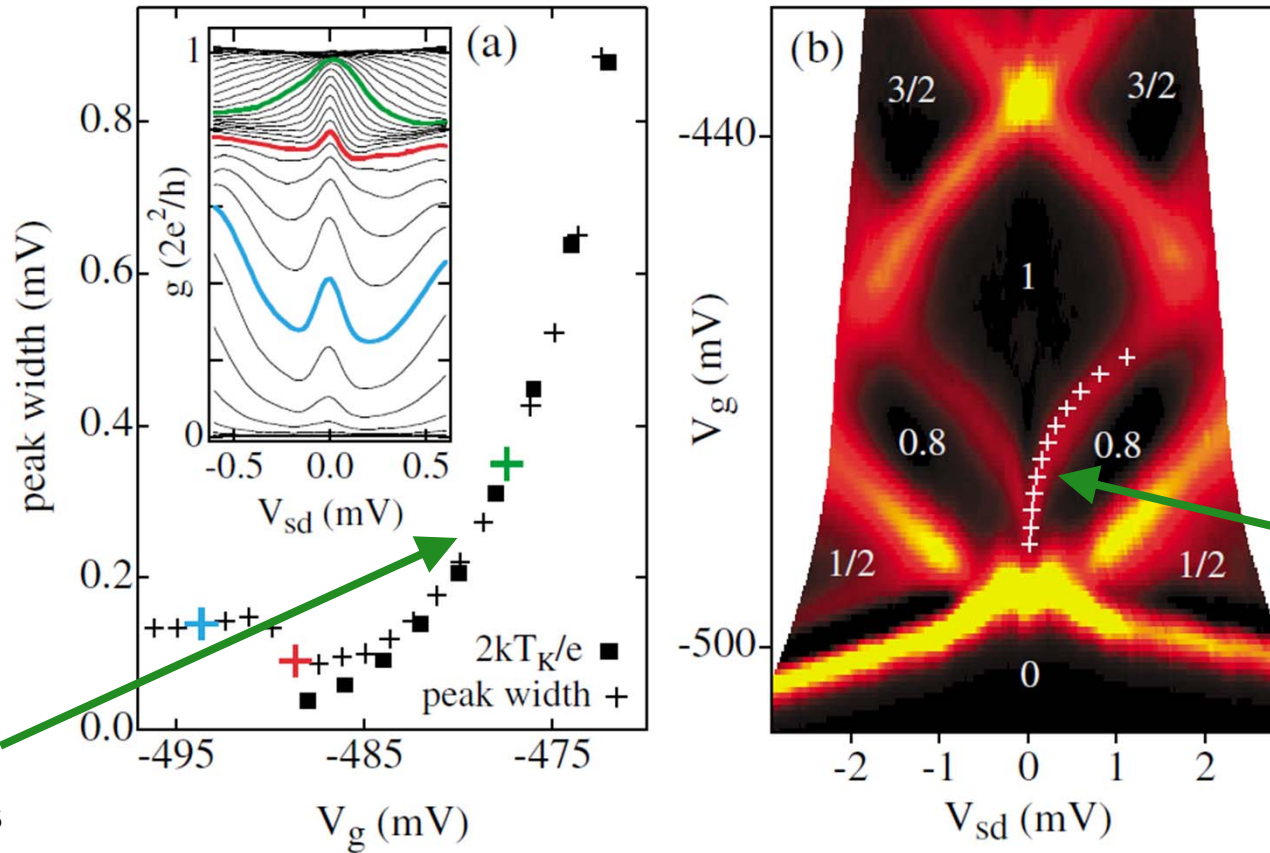 (a)
peak width (mV)
0.8
0.6
0.4
0.2
0.0
-495
-485
-475
V_g (mV)
1
0
g (2e^2/h)
-0.5
0.0
0.5
V_sd (mV)
2kT_K/e
peak width
s
(b)
V_g (mV)
-440
-500
3/2
3/2
1
0.8
0.8
1/2
1/2
0
-2
-1
0
1
2
V_sd (mV)